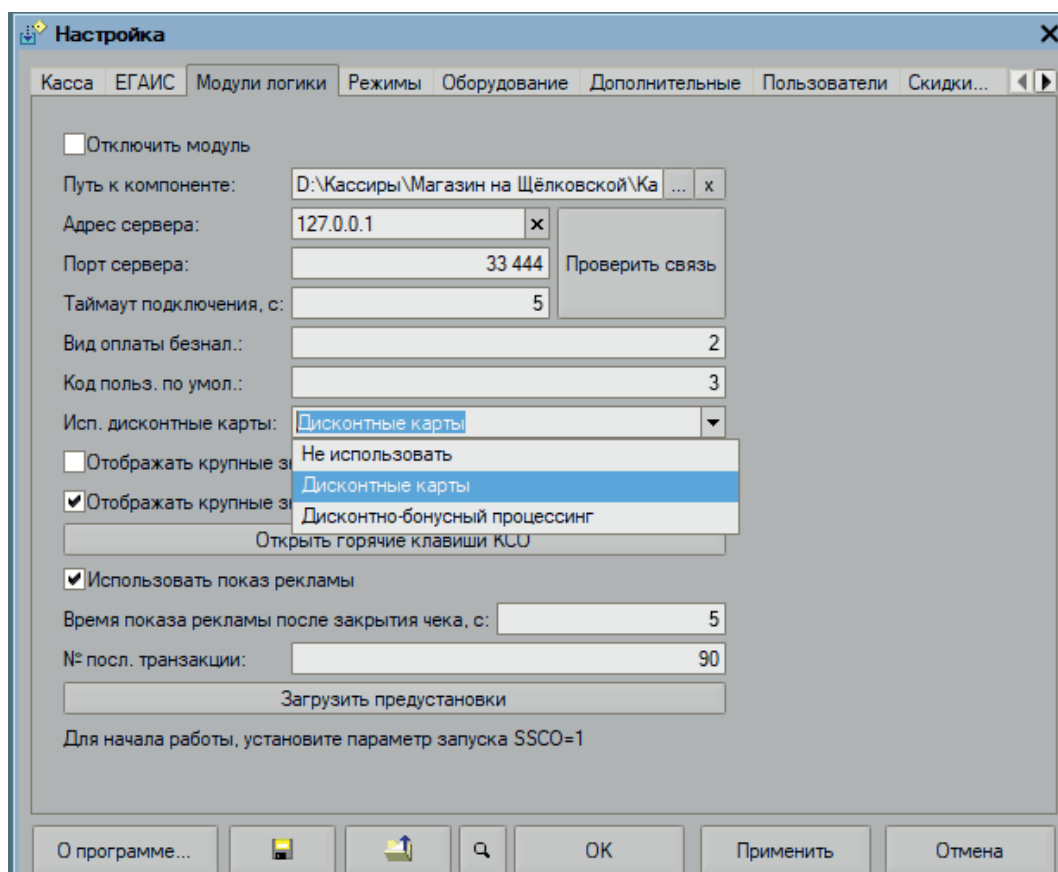 Настройка
Касса ЕГАИС Модули логики Режимы Оборудование Дополнительные Пользователи Скидки...
Отключить модуль
Путь к компоненте: D:\Кассиры\Магазин на Щёлковской\Ка ... x
Адрес сервера: 127.0.0.1
Порт сервера: 33 444 Проверить связь
Таймаут подключения, с: 5
Вид оплаты безнал.: 2
Код польз. по умол.: 3
Исп. дисконтные карты: Дисконтные карты
Не использовать
Отображать крупные
Дисконтные карты
Отображать крупные
Дисконтно-бонусный процессинг
Открыть горячие клавиши КСО
Использовать показ рекламы
Время показа рекламы после закрытия чека, с: 5
№ посл. транзакции: 90
Загрузить предустановки
Для начала работы, установите параметр запуска SSCO=1
О программе... OK Применить Отмена